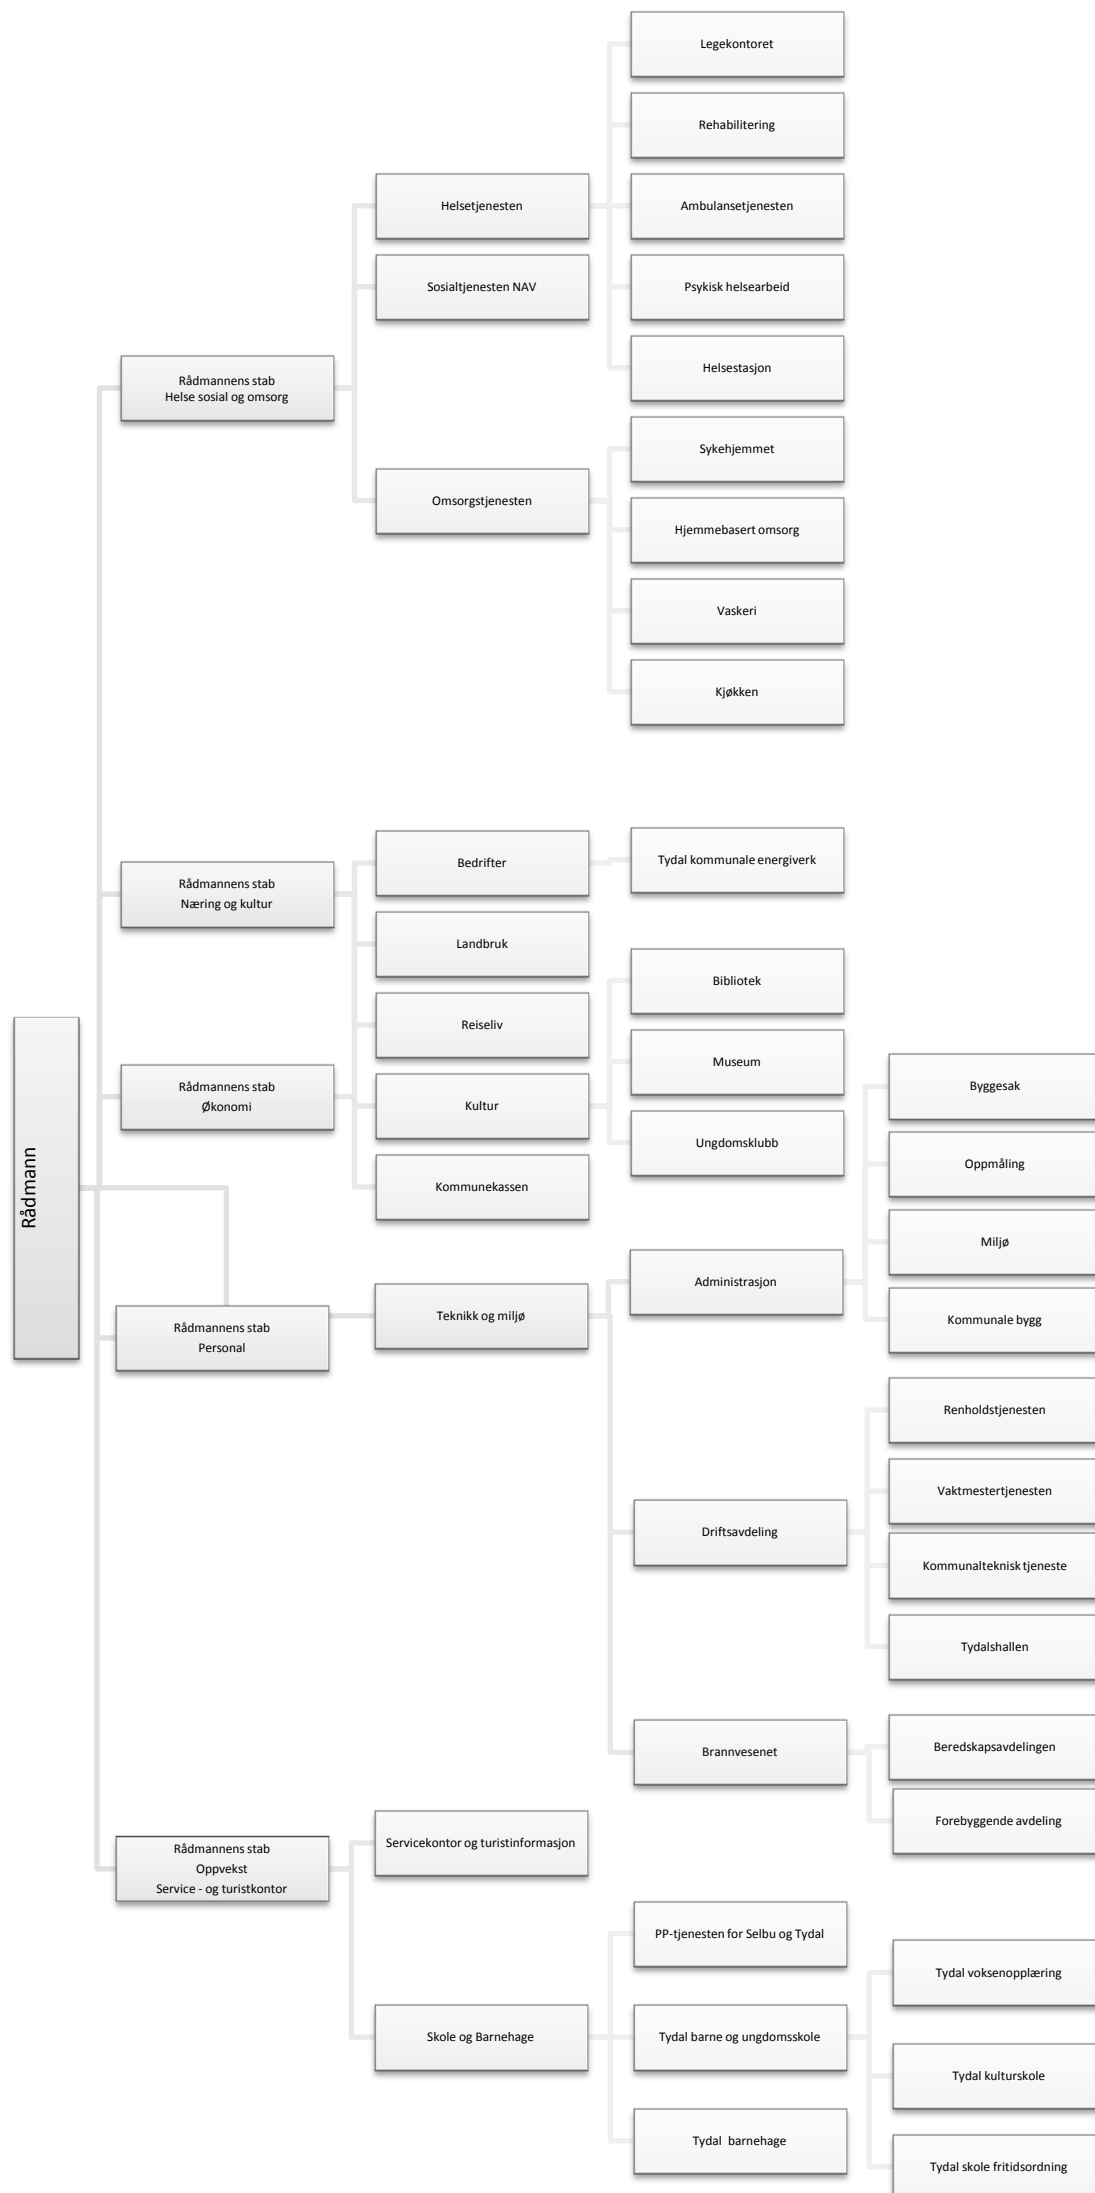 Rådmann
Rådmannens stab
Helse sosial og omsorg
Helsetjenesten
Legekontoret
Rehabilitering
Ambulansetjenesten
Psykisk helsearbeid
Helsestasjon
Sosialtjenesten NAV
Omsorgstjenesten
Sykehjemmet
Hjemmebasert omsorg
Vaskeri
Kjøkken
Rådmannens stab
Næring og kultur
Rådmannens stab
Økonomi
Bedrifter
Tydal kommunale energiverk
Landbruk
Reiseliv
Kultur
Bibliotek
Museum
Ungdomsklubb
Kommunekassen
Rådmannens stab
Personal
Teknikk og miljø
Administrasjon
Byggesak
Oppmåling
Miljø
Kommunale bygg
Driftsavdeling
Renholdstjenesten
Vaktmestertjenesten
Kommunalteknisk tjeneste
Tydalshallen
Brannvesenet
Beredskapsavdelingen
Forebyggende avdeling
Rådmannens stab
Oppvekst
Service - og turistkontor
Servicekontor og turistinformasjon
Skole og Barnehage
PP-tjenesten for Selbu og Tydal
Tydal barne og ungdomsskole
Tydal voksenopplæring
Tydal kulturskole
Tydal skole fritidsordning
Tydal barnehage